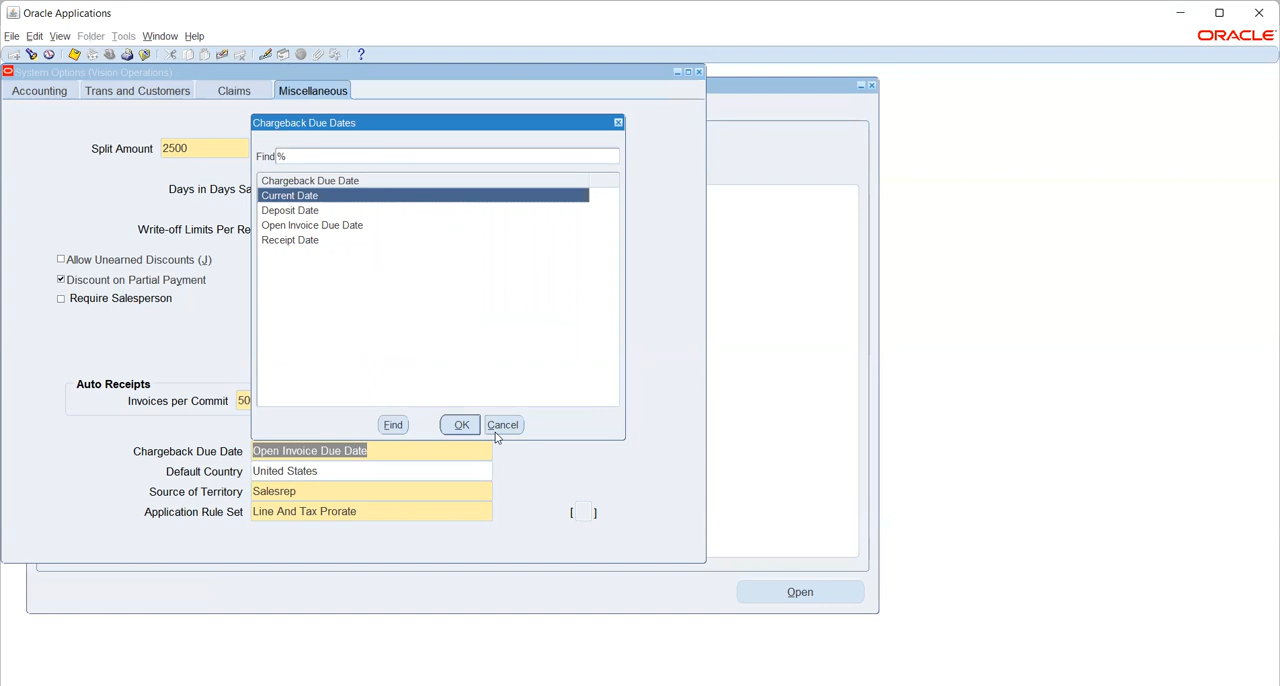 Oracle Applications
File Edit View Folder Tools Window Help
ORACLE
System Options (Vision Operations)
Accounting Trans and Customers Claims Miscellaneous
Chargeback Due Dates
Split Amount 2500
Find %
Chargeback Due Date
Days in Days Sa
Current Date
Deposit Date
Open Invoice Due Date
Write-off Limits Per Re
Receipt Date
Allow Unearned Discounts (J)
Discount on Partial Payment
Require Salesperson
Auto Receipts
Invoices per Commit 50
Find OK Cancel
Chargeback Due Date Open Invoice Due Date
Default Country United States
Source of Territory Salesrep
Application Rule Set Line And Tax Prorate
[ ]
Open